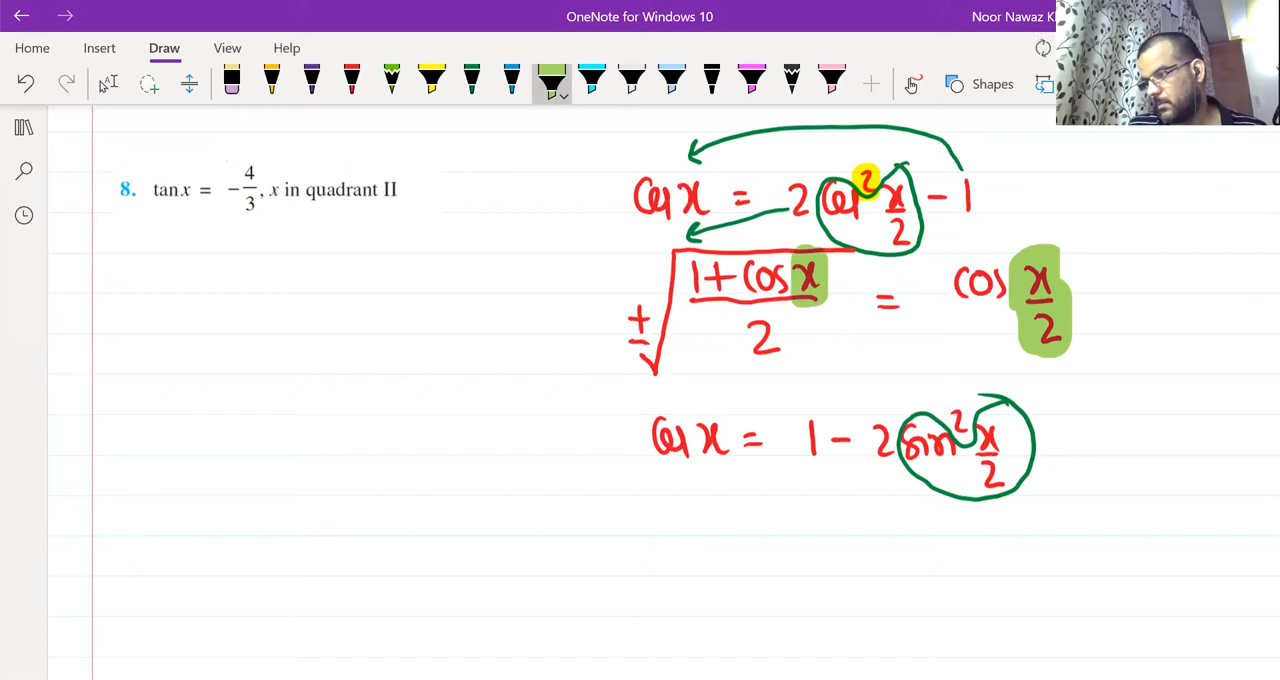 OneNote for Windows 10
Noor Nawaz K
Home Insert Draw View Help
Shapes
8. tan x = -4/3, x in quadrant II
Cos x = 2 Cos² x/2 - 1
± √((1 + Cos x)/2) = cos x/2
Cos x = 1 - 2 sin² x/2